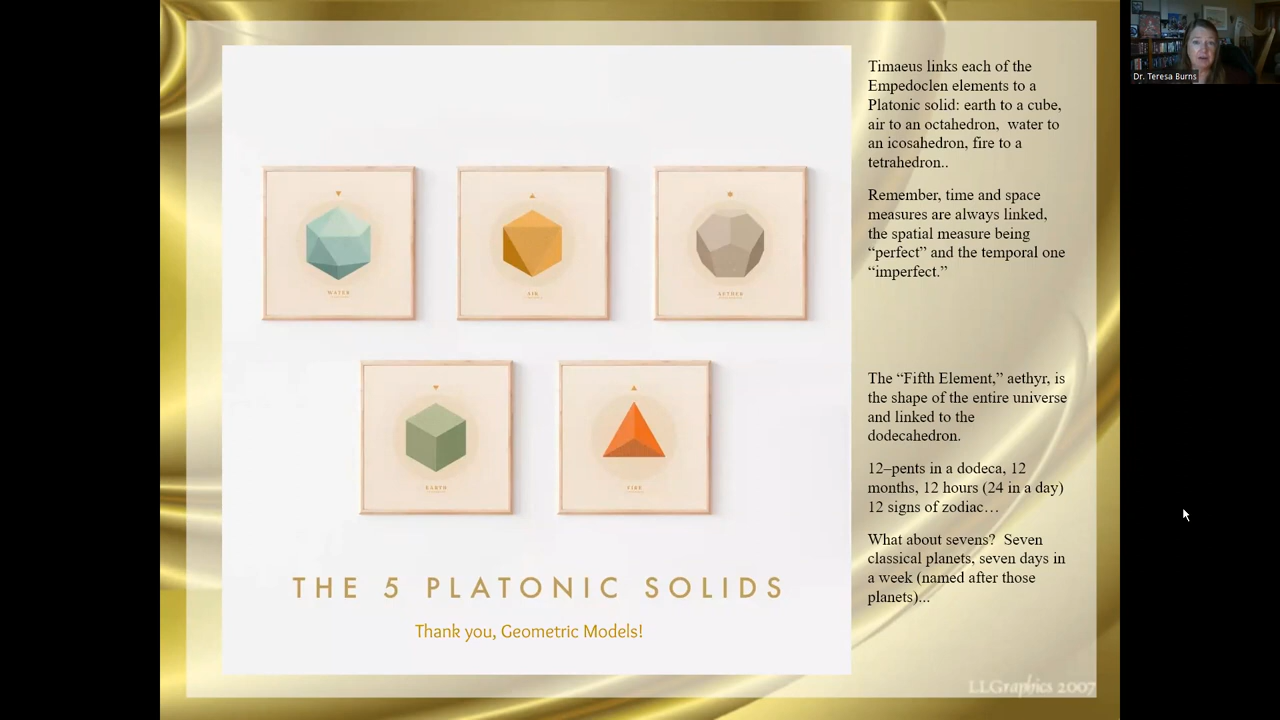 Dr. Teresa Burns
Timaeus links each of the
Empedoclen elements to a
Platonic solid: earth to a cube,
air to an octahedron, water to
an icosahedron, fire to a
tetrahedron..
Remember, time and space
measures are always linked,
the spatial measure being
“perfect” and the temporal one
“imperfect.”
The “Fifth Element,” aethyr, is
the shape of the entire universe
and linked to the
dodecahedron.
12–pents in a dodeca, 12
months, 12 hours (24 in a day)
12 signs of zodiac…
What about sevens? Seven
classical planets, seven days in
a week (named after those
planets)...
WATER
AIR
AETHER
EARTH
FIRE
THE 5 PLATONIC SOLIDS
Thank you, Geometric Models!
LLGraphics 2007